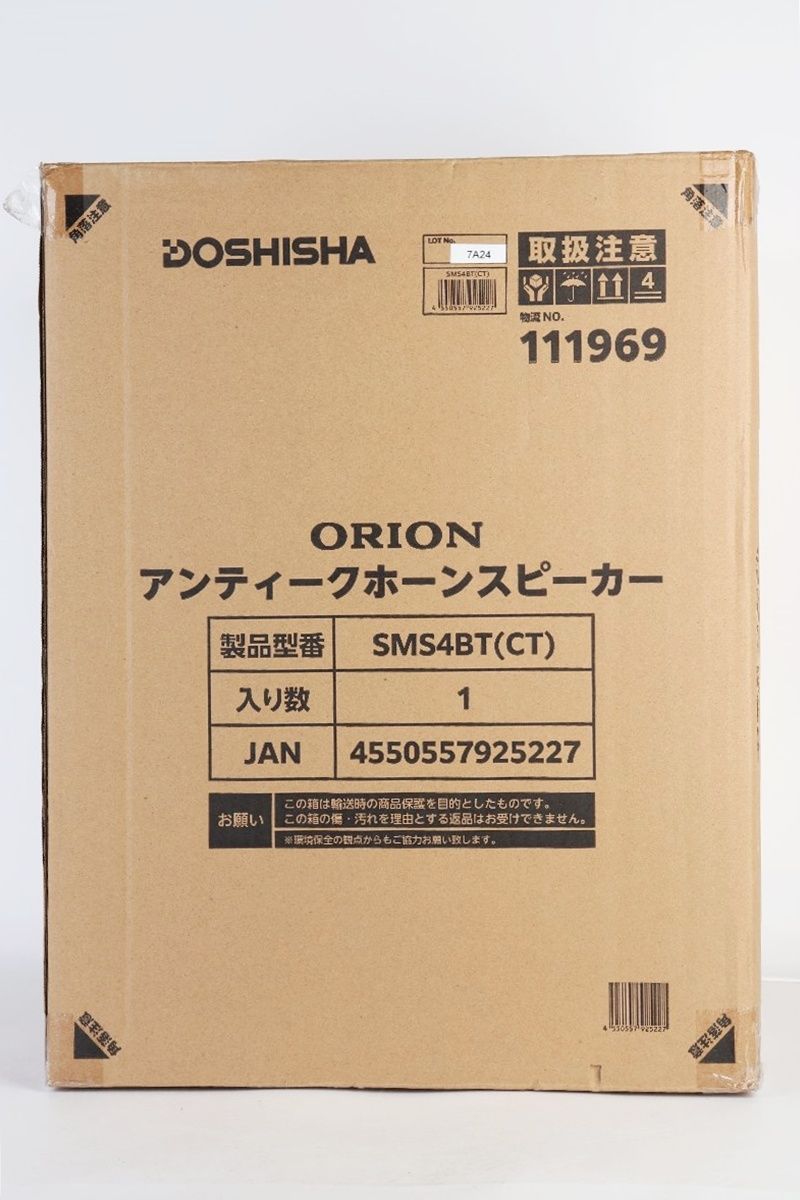 角落注意
角落注意
DOSHISHA
LOT No.
7A24
SMS4BT(CT)
4 550557 925227
取扱注意
4
物流 NO.
111969
ORION
アンティークホーンスピーカー
製品型番 SMS4BT(CT)
入り数 1
JAN 4550557925227
お願い
この箱は輸送時の商品保護を目的としたものです。
この箱の傷・汚れを理由とする返品はお受けできません。
※環境保全の観点からもご協力お願い致します。
4 550557 925227
角落注意
角落注意